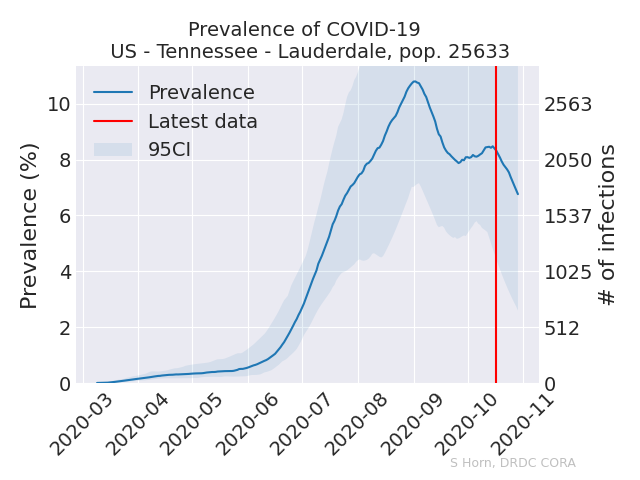 Prevalence of COVID-19
US - Tennessee - Lauderdale, pop. 25633
Prevalence
Latest data
95CI
Prevalence (%)
10
8
6
4
2
0
2563
2050
1537
1025
512
0
# of infections
2020-03
2020-04
2020-05
2020-06
2020-07
2020-08
2020-09
2020-10
2020-11
S Horn, DRDC CORA